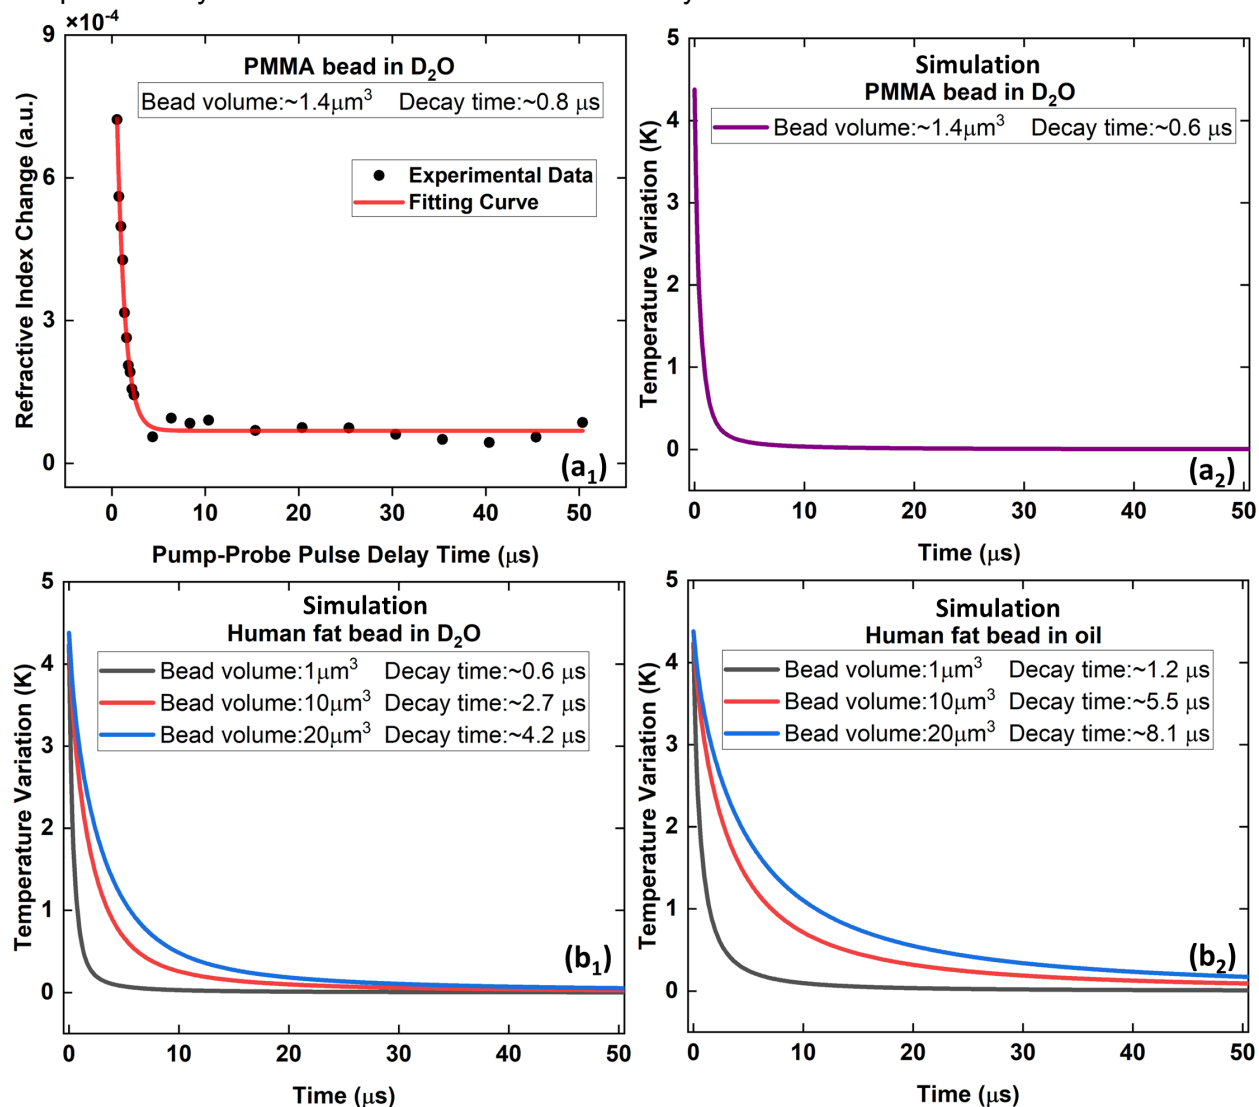 ×10⁻⁴
9
6
3
0
Refractive Index Change (a.u.)
PMMA bead in D₂O
Bead volume:~1.4μm³ Decay time:~0.8 μs
Experimental Data
Fitting Curve
(a₁)
0 10 20 30 40 50
Pump-Probe Pulse Delay Time (μs)
5
4
3
2
1
0
Temperature Variation (K)
Simulation
PMMA bead in D₂O
Bead volume:~1.4μm³ Decay time:~0.6 μs
(a₂)
0 10 20 30 40 50
Time (μs)
5
4
3
2
1
0
Temperature Variation (K)
Simulation
Human fat bead in D₂O
Bead volume:1μm³ Decay time:~0.6 μs
Bead volume:10μm³ Decay time:~2.7 μs
Bead volume:20μm³ Decay time:~4.2 μs
(b₁)
0 10 20 30 40 50
Time (μs)
5
4
3
2
1
0
Temperature Variation (K)
Simulation
Human fat bead in oil
Bead volume:1μm³ Decay time:~1.2 μs
Bead volume:10μm³ Decay time:~5.5 μs
Bead volume:20μm³ Decay time:~8.1 μs
(b₂)
0 10 20 30 40 50
Time (μs)